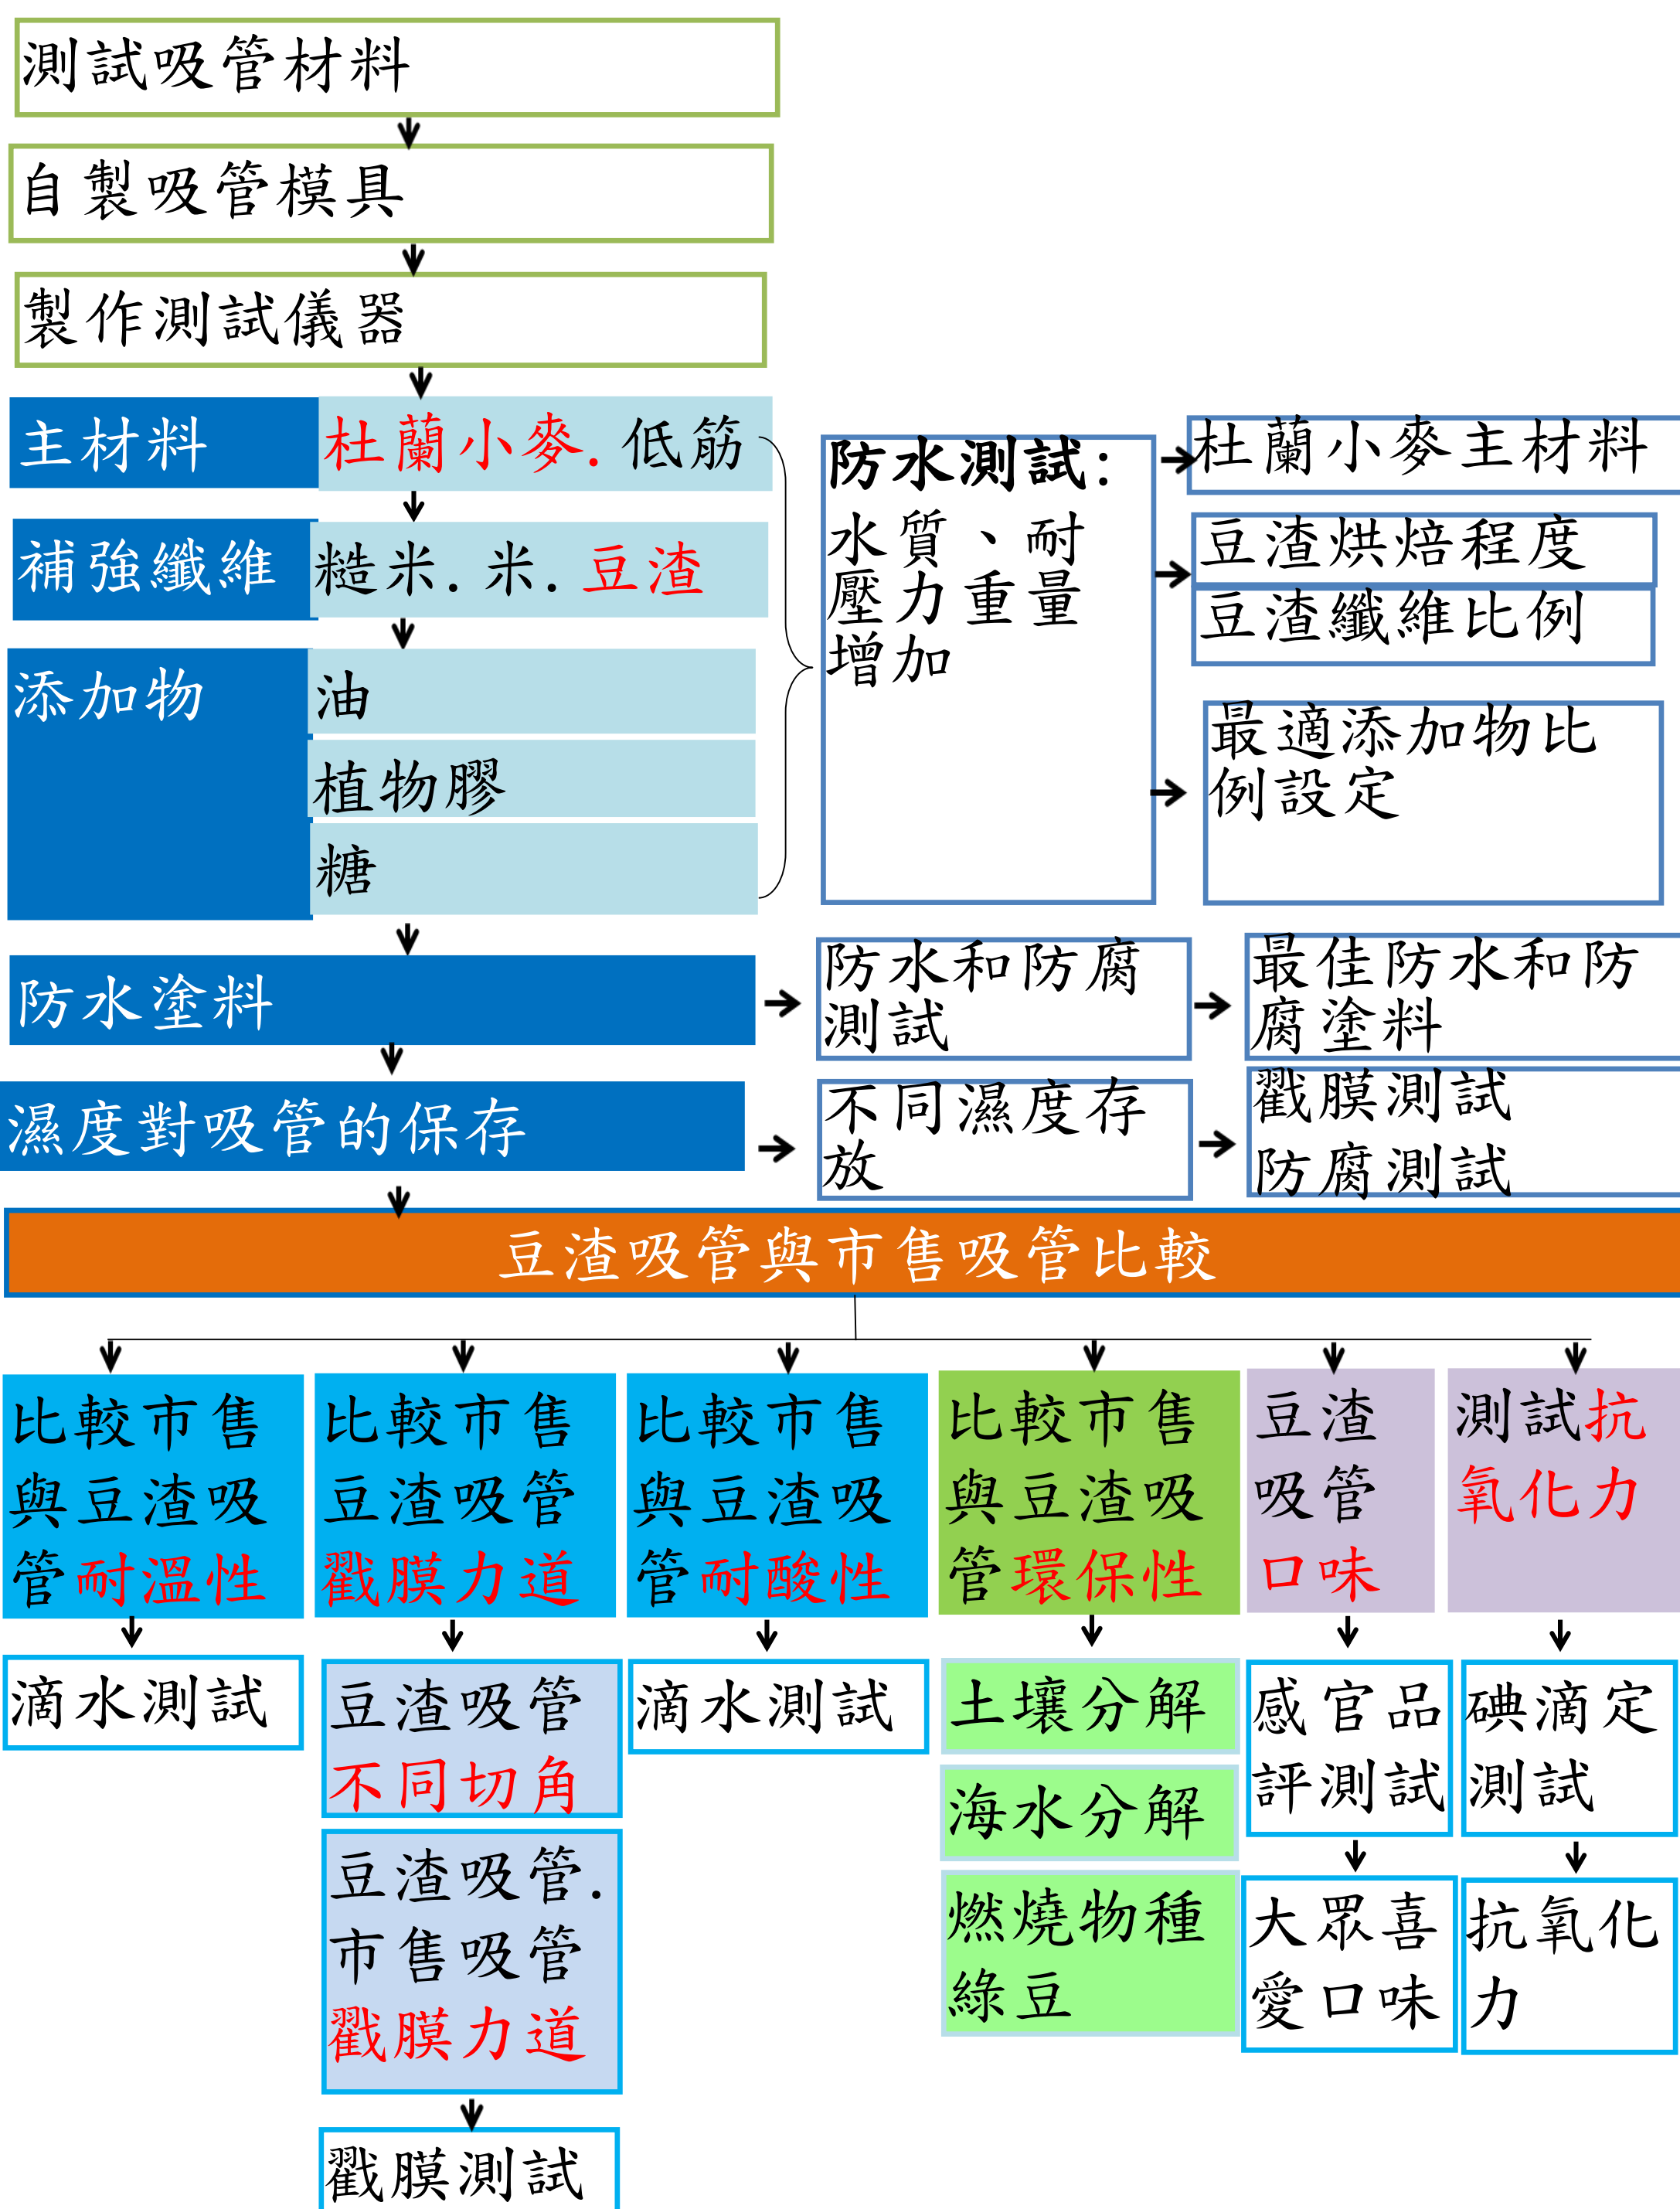 測試吸管材料
自製吸管模具
製作測試儀器
主材料
杜蘭小麥.低筋
補強纖維
糙米.米.豆渣
添加物
油
植物膠
糖
防水測試:
水質、耐
壓力重量
增加
杜蘭小麥主材料
豆渣烘焙程度
豆渣纖維比例
最適添加物比
例設定
防水塗料
防水和防腐
測試
最佳防水和防
腐塗料
濕度對吸管的保存
不同濕度存
放
戳膜測試
防腐測試
豆渣吸管與市售吸管比較
比較市售
與豆渣吸
管耐溫性
滴水測試
比較市售
豆渣吸管
戳膜力道
豆渣吸管
不同切角
豆渣吸管.
市售吸管
戳膜力道
戳膜測試
比較市售
與豆渣吸
管耐酸性
滴水測試
比較市售
與豆渣吸
管環保性
土壤分解
海水分解
燃燒物種
綠豆
豆渣
吸管
口味
感官品
評測試
大眾喜
愛口味
測試抗
氧化力
碘滴定
測試
抗氧化
力